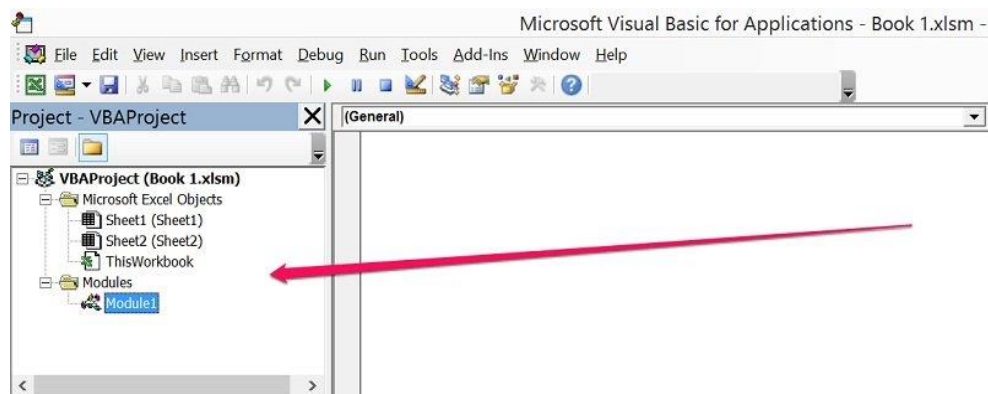 Microsoft Visual Basic for Applications - Book 1.xlsm -
File Edit View Insert Format Debug Run Tools Add-Ins Window Help
Project - VBAProject
(General)
VBAProject (Book 1.xlsm)
Microsoft Excel Objects
Sheet1 (Sheet1)
Sheet2 (Sheet2)
ThisWorkbook
Modules
Module1